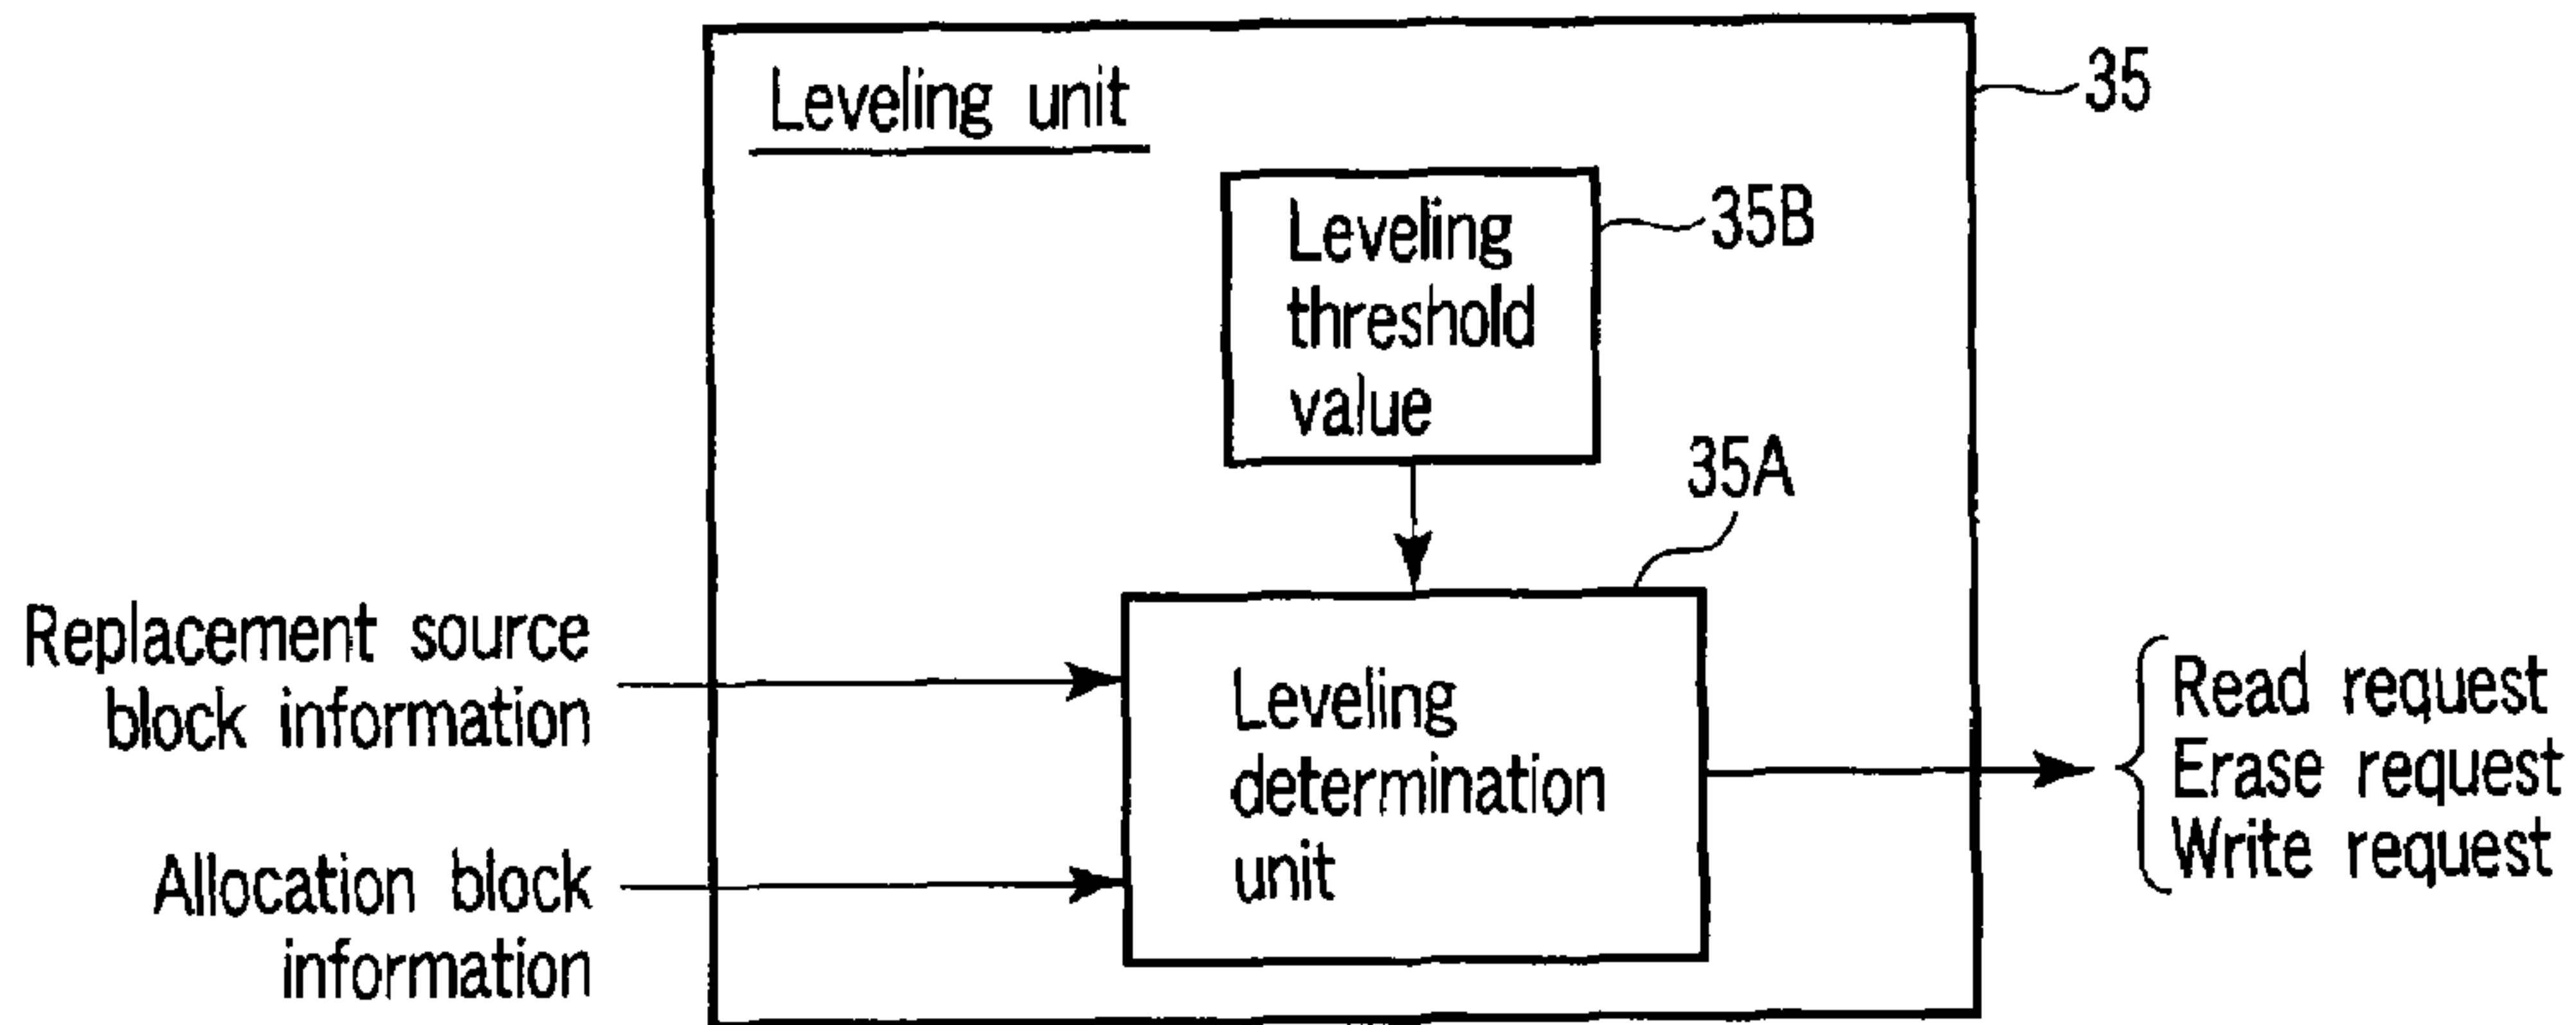 Leveling unit
35
Leveling
threshold
value
35B
35A
Replacement source
block information
Allocation block
information
Leveling
determination
unit
Read request
Erase request
Write request